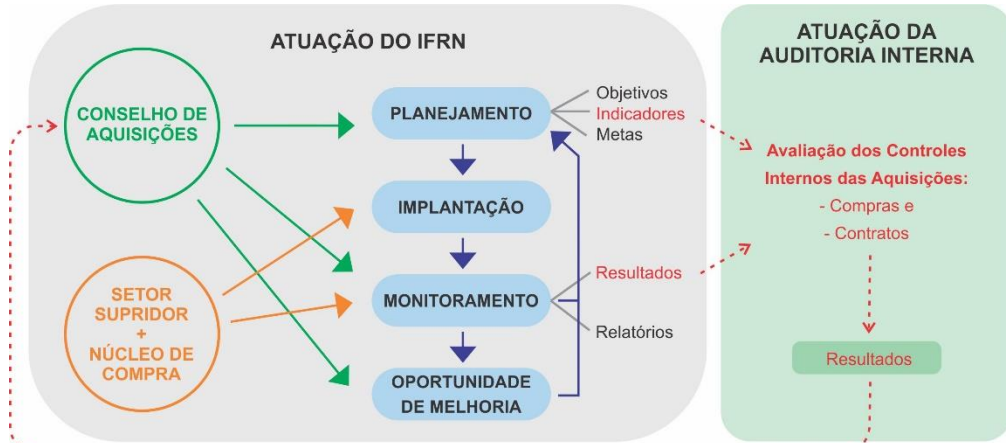 ATUAÇÃO DO IFRN
CONSELHO DE
AQUISIÇÕES
SETOR
SUPRIDOR
+
NÚCLEO DE
COMPRA
PLANEJAMENTO
Objetivos
Indicadores
Metas
IMPLANTAÇÃO
MONITORAMENTO
Resultados
Relatórios
OPORTUNIDADE
DE MELHORIA
ATUAÇÃO DA
AUDITORIA INTERNA
Avaliação dos Controles
Internos das Aquisições:
- Compras e
- Contratos
Resultados